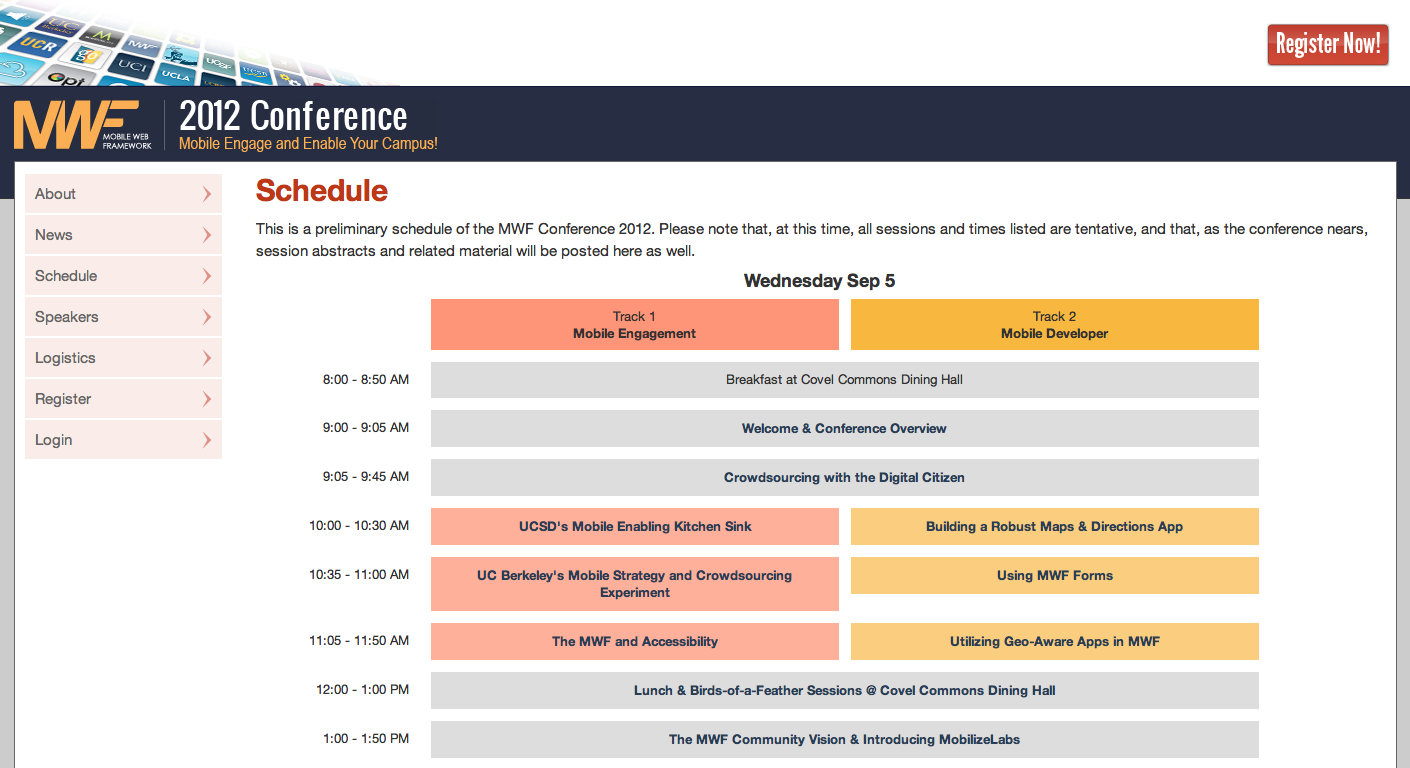 UCR
UCI
UCLA
Register Now!
MWF
MOBILE WEB
FRAMEWORK
2012 Conference
Mobile Engage and Enable Your Campus!
About
News
Schedule
Speakers
Logistics
Register
Login
Schedule
This is a preliminary schedule of the MWF Conference 2012. Please note that, at this time, all sessions and times listed are tentative, and that, as the conference nears,
session abstracts and related material will be posted here as well.
Wednesday Sep 5
Track 1
Mobile Engagement
Track 2
Mobile Developer
8:00 - 8:50 AM
Breakfast at Covel Commons Dining Hall
9:00 - 9:05 AM
Welcome & Conference Overview
9:05 - 9:45 AM
Crowdsourcing with the Digital Citizen
10:00 - 10:30 AM
UCSD's Mobile Enabling Kitchen Sink
Building a Robust Maps & Directions App
10:35 - 11:00 AM
UC Berkeley's Mobile Strategy and Crowdsourcing
Experiment
Using MWF Forms
11:05 - 11:50 AM
The MWF and Accessibility
Utilizing Geo-Aware Apps in MWF
12:00 - 1:00 PM
Lunch & Birds-of-a-Feather Sessions @ Covel Commons Dining Hall
1:00 - 1:50 PM
The MWF Community Vision & Introducing MobilizeLabs